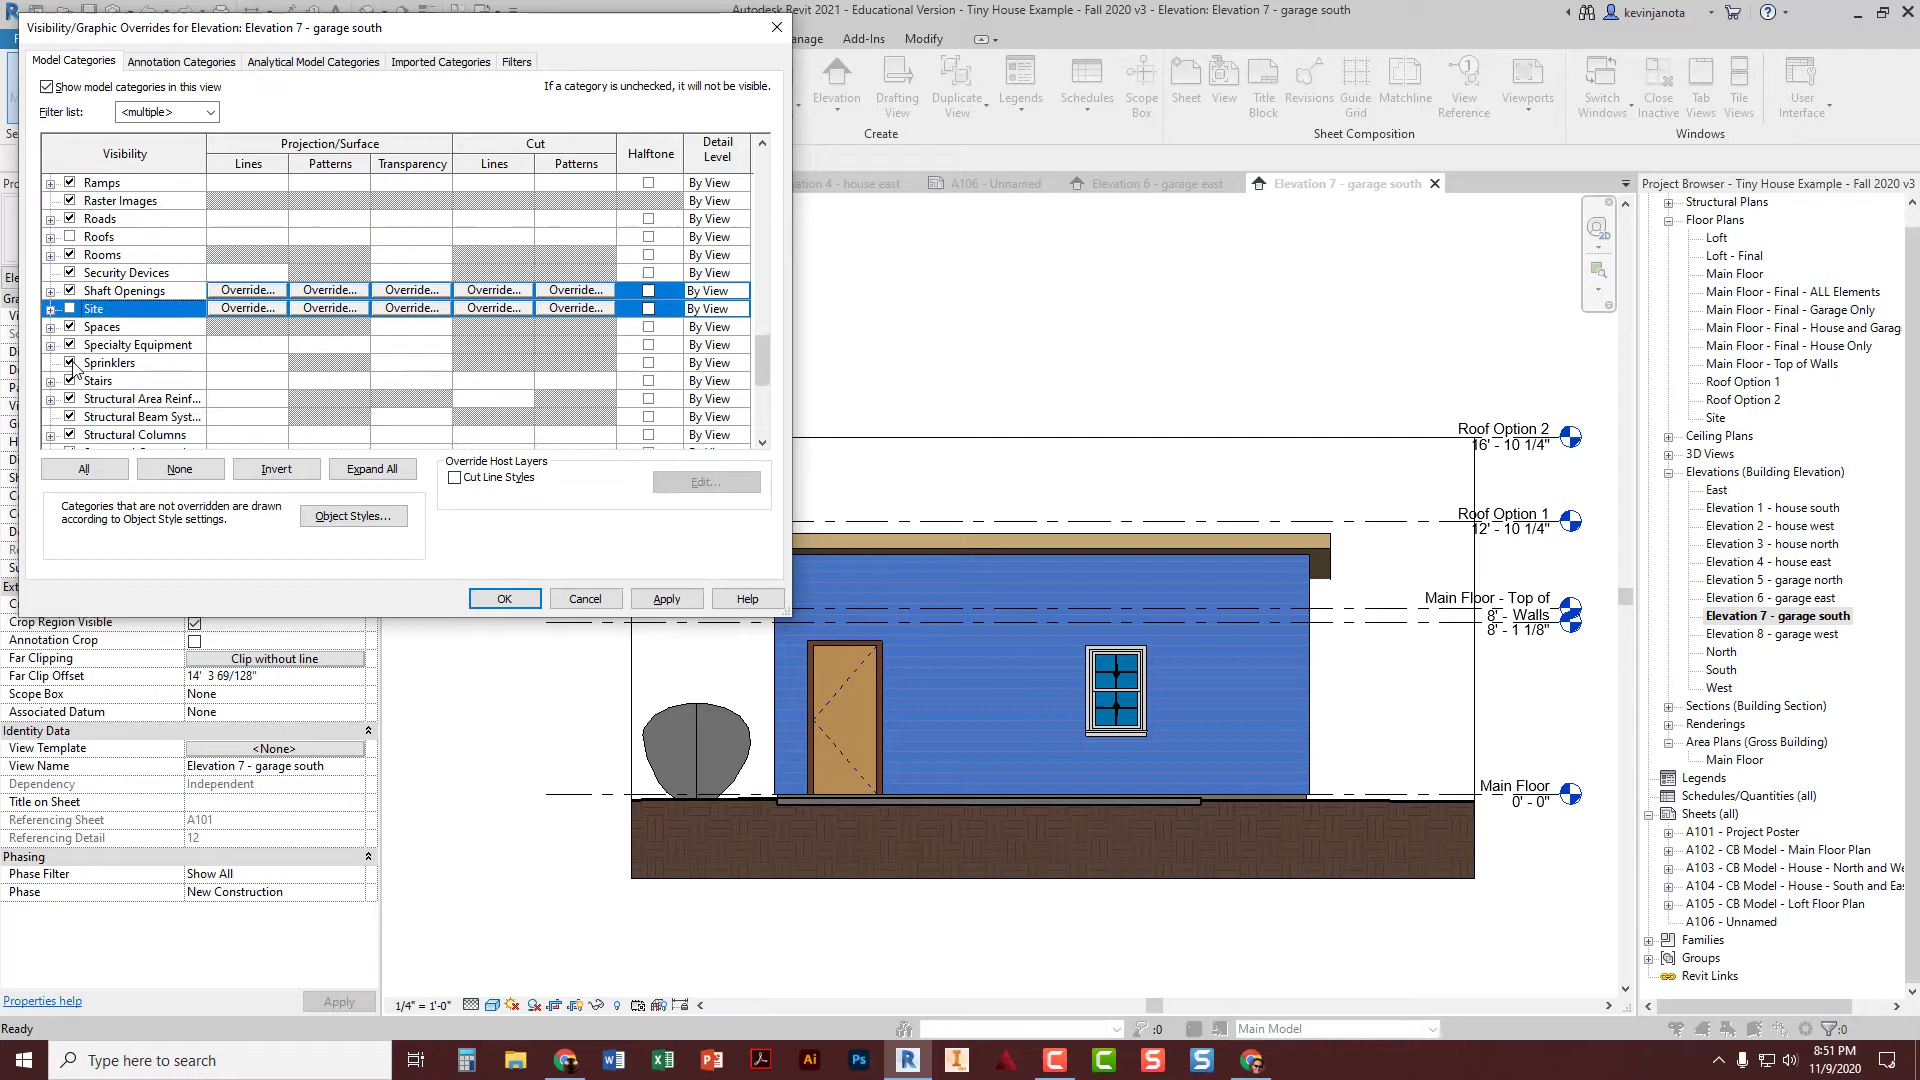 Autodesk Revit 2021 - Educational Version - Tiny House Example - Fall 2020 v3 - Elevation: Elevation 7 - garage south
kevinjanota
Visibility/Graphic Overrides for Elevation: Elevation 7 - garage south
Add-Ins
Modify
Model Categories
Annotation Categories
Analytical Model Categories
Imported Categories
Filters
Show model categories in this view
If a category is unchecked, it will not be visible.
Filter list:
<multiple>
Visibility
Projection/Surface
Cut
Halftone
Detail Level
Lines
Patterns
Transparency
Lines
Patterns
Ramps
By View
Raster Images
By View
Roads
By View
Roofs
By View
Rooms
By View
Security Devices
By View
Shaft Openings
Override... Override... Override... Override... Override...
By View
Site
Override... Override... Override... Override... Override...
By View
Spaces
By View
Specialty Equipment
By View
Sprinklers
By View
Stairs
By View
Structural Area Reinf...
By View
Structural Beam Syst...
By View
Structural Columns
By View
All
None
Invert
Expand All
Override Host Layers
Cut Line Styles
Edit...
Categories that are not overridden are drawn
according to Object Style settings.
Object Styles...
OK
Cancel
Apply
Help
Elevation
Drafting View
Duplicate View
Legends
Schedules
Scope Box
Sheet
View
Title Block
Revisions
Guide Grid
Matchline
View Reference
Viewports
Switch Windows
Close Inactive
Tab Views
Tile Views
User Interface
Create
Sheet Composition
Windows
4 - house east
A106 - Unnamed
Elevation 6 - garage east
Elevation 7 - garage south
Crop Region Visible
Annotation Crop
Far Clipping
Clip without line
Far Clip Offset
14' 3 69/128"
Scope Box
None
Associated Datum
None
Identity Data
View Template
<None>
View Name
Elevation 7 - garage south
Dependency
Independent
Title on Sheet
Referencing Sheet
A101
Referencing Detail
12
Phasing
Phase Filter
Show All
Phase
New Construction
Properties help
Apply
Roof Option 2
16' - 10 1/4"
Roof Option 1
12' - 10 1/4"
Main Floor - Top of
8' - Walls
8' - 1 1/8"
Main Floor
0' - 0"
2D
1/4" = 1'-0"
Project Browser - Tiny House Example - Fall 2020 v3
Structural Plans
Floor Plans
Loft
Loft - Final
Main Floor
Main Floor - Final - ALL Elements
Main Floor - Final - Garage Only
Main Floor - Final - House and Garag
Main Floor - Final - House Only
Main Floor - Top of Walls
Roof Option 1
Roof Option 2
Site
Ceiling Plans
3D Views
Elevations (Building Elevation)
East
Elevation 1 - house south
Elevation 2 - house west
Elevation 3 - house north
Elevation 4 - house east
Elevation 5 - garage north
Elevation 6 - garage east
Elevation 7 - garage south
Elevation 8 - garage west
North
South
West
Sections (Building Section)
Renderings
Area Plans (Gross Building)
Main Floor
Legends
Schedules/Quantities (all)
Sheets (all)
A101 - Project Poster
A102 - CB Model - Main Floor Plan
A103 - CB Model - House - North and We
A104 - CB Model - House - South and Eas
A105 - CB Model - Loft Floor Plan
A106 - Unnamed
Families
Groups
Revit Links
Ready
:0
Main Model
:0
Type here to search
8:51 PM
11/9/2020